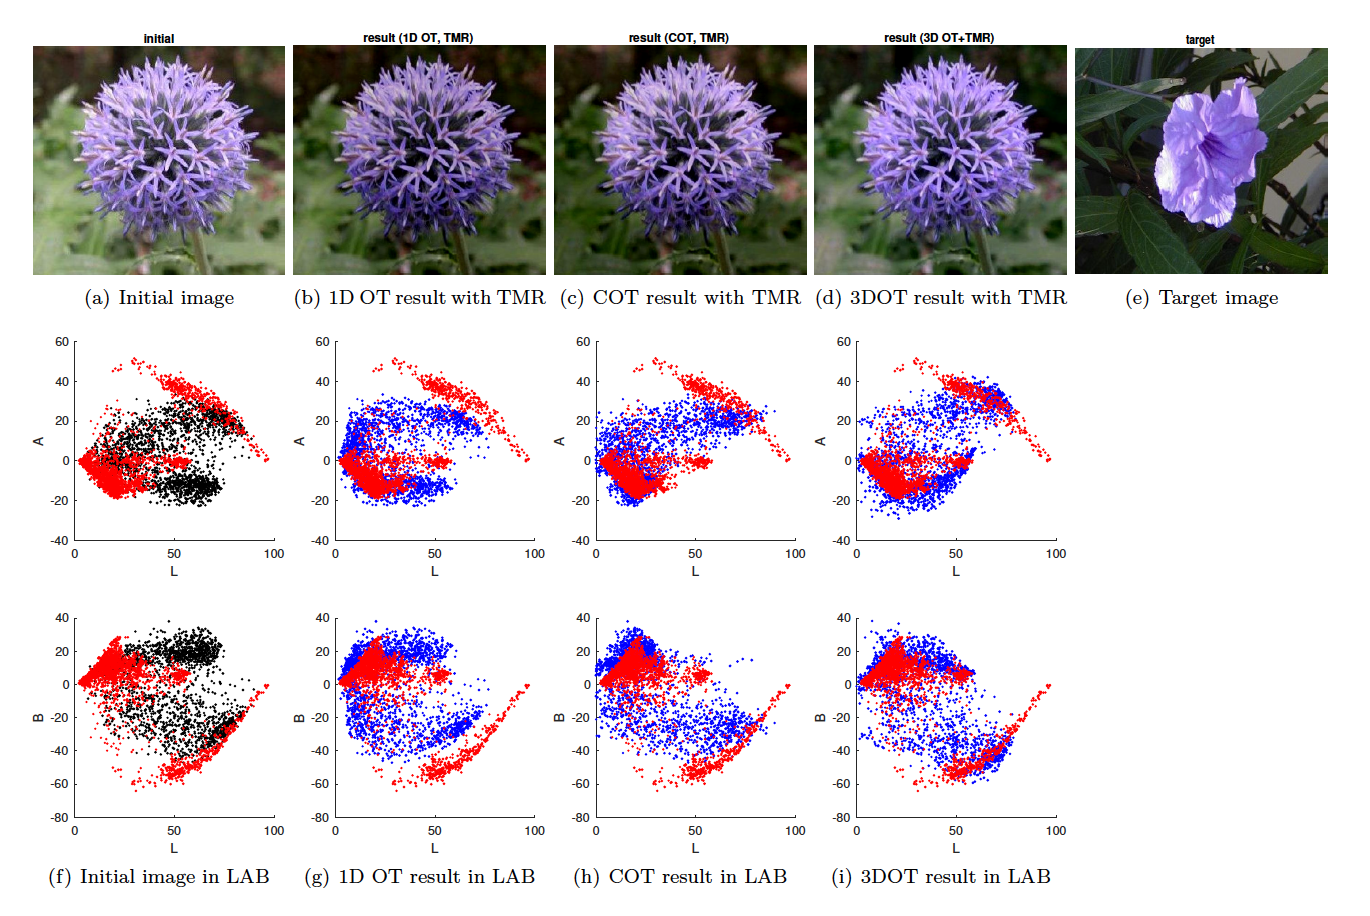 initial
result (1D OT, TMR)
result (COT, TMR)
result (3D OT+TMR)
target
(a) Initial image
(b) 1D OT result with TMR
(c) COT result with TMR
(d) 3DOT result with TMR
(e) Target image
60
40
20
0
-20
-40
A
0 50 100
L
60
40
20
0
-20
-40
A
0 50 100
L
60
40
20
0
-20
-40
A
0 50 100
L
60
40
20
0
-20
-40
A
0 50 100
L
40
20
0
-20
-40
-60
-80
B
0 50 100
L
40
20
0
-20
-40
-60
-80
B
0 50 100
L
40
20
0
-20
-40
-60
-80
B
0 50 100
L
40
20
0
-20
-40
-60
-80
B
0 50 100
L
(f) Initial image in LAB
(g) 1D OT result in LAB
(h) COT result in LAB
(i) 3DOT result in LAB